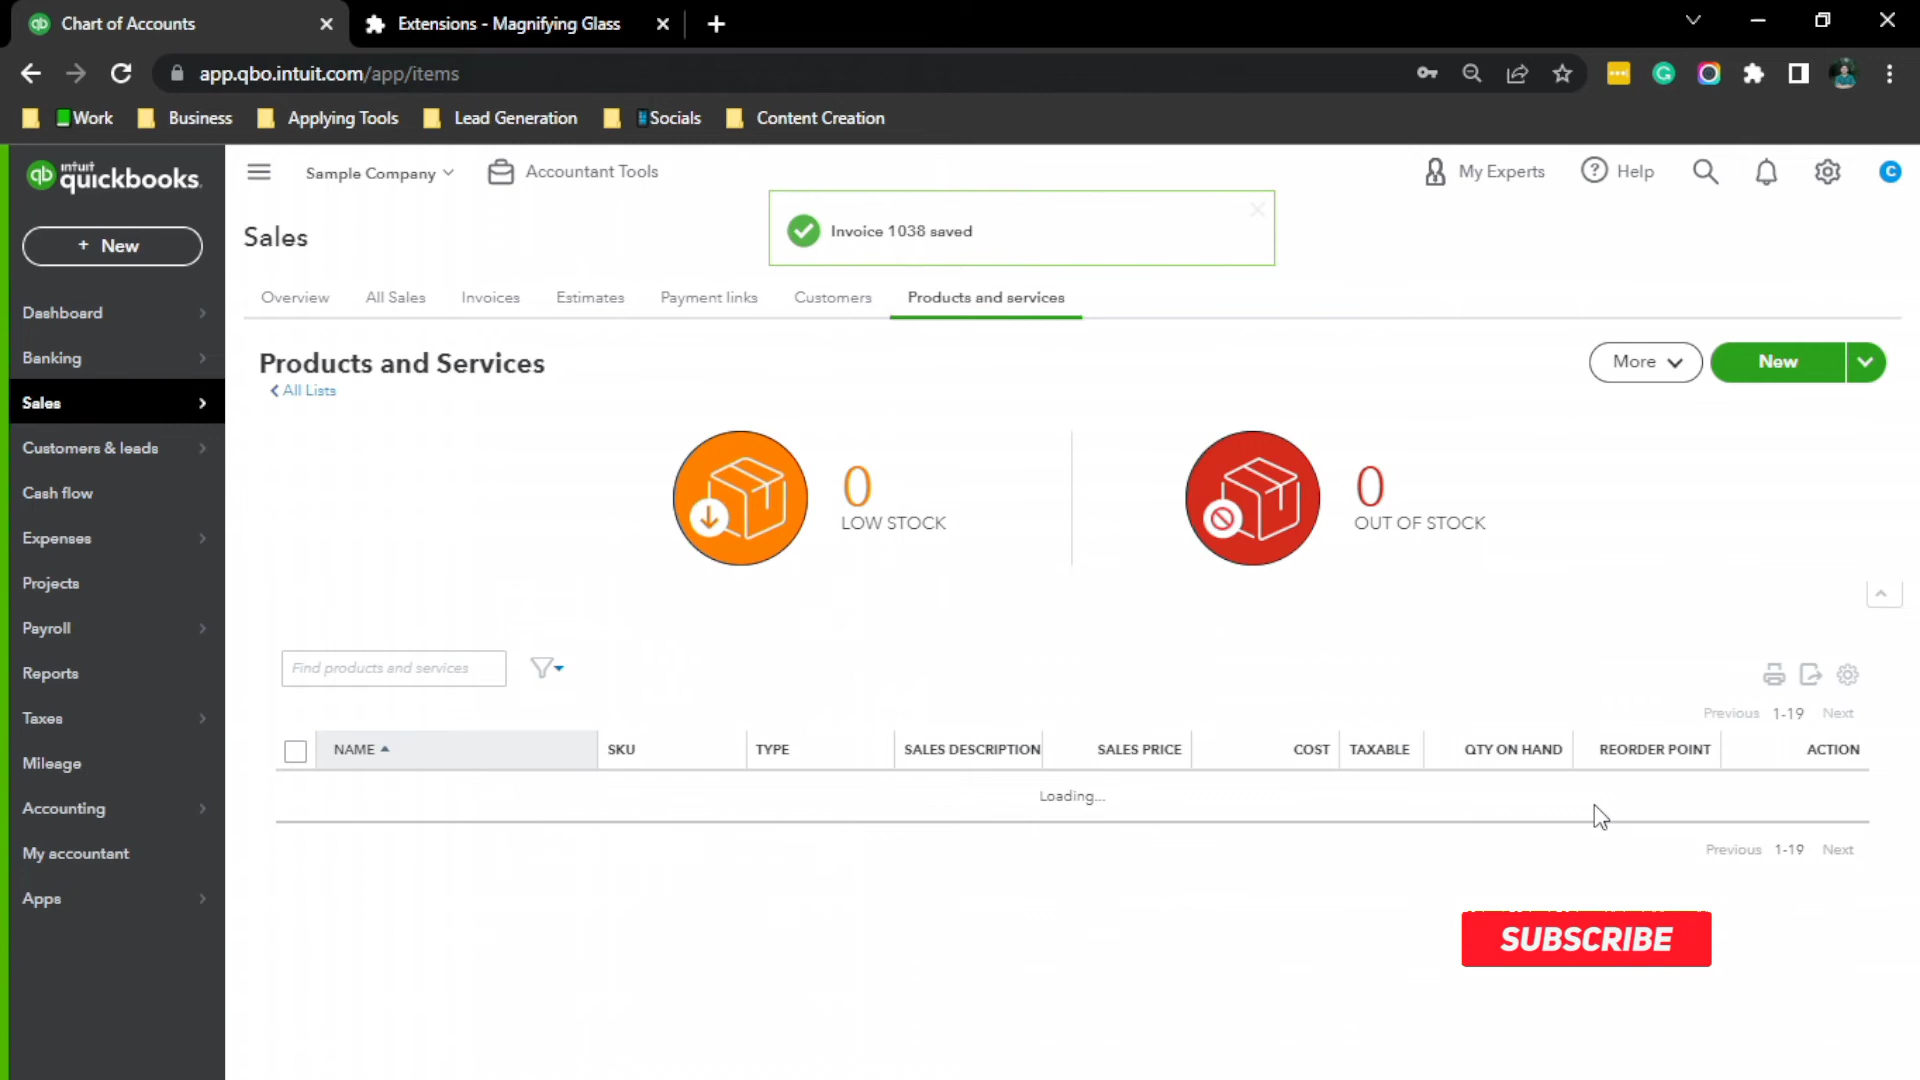 Chart of Accounts
Extensions - Magnifying Glass
app.qbo.intuit.com/app/items
Work
Business
Applying Tools
Lead Generation
Socials
Content Creation
qb intuit quickbooks.
Sample Company
Accountant Tools
My Experts
Help
C
+ New
Sales
Invoice 1038 saved
Overview
All Sales
Invoices
Estimates
Payment links
Customers
Products and services
Dashboard
Banking
Sales
Customers & leads
Cash flow
Expenses
Projects
Payroll
Reports
Taxes
Mileage
Accounting
My accountant
Apps
Products and Services
All Lists
More
New
0
LOW STOCK
0
OUT OF STOCK
Find products and services
Previous 1-19 Next
NAME
SKU
TYPE
SALES DESCRIPTION
SALES PRICE
COST
TAXABLE
QTY ON HAND
REORDER POINT
ACTION
Loading...
Previous 1-19 Next
SUBSCRIBE